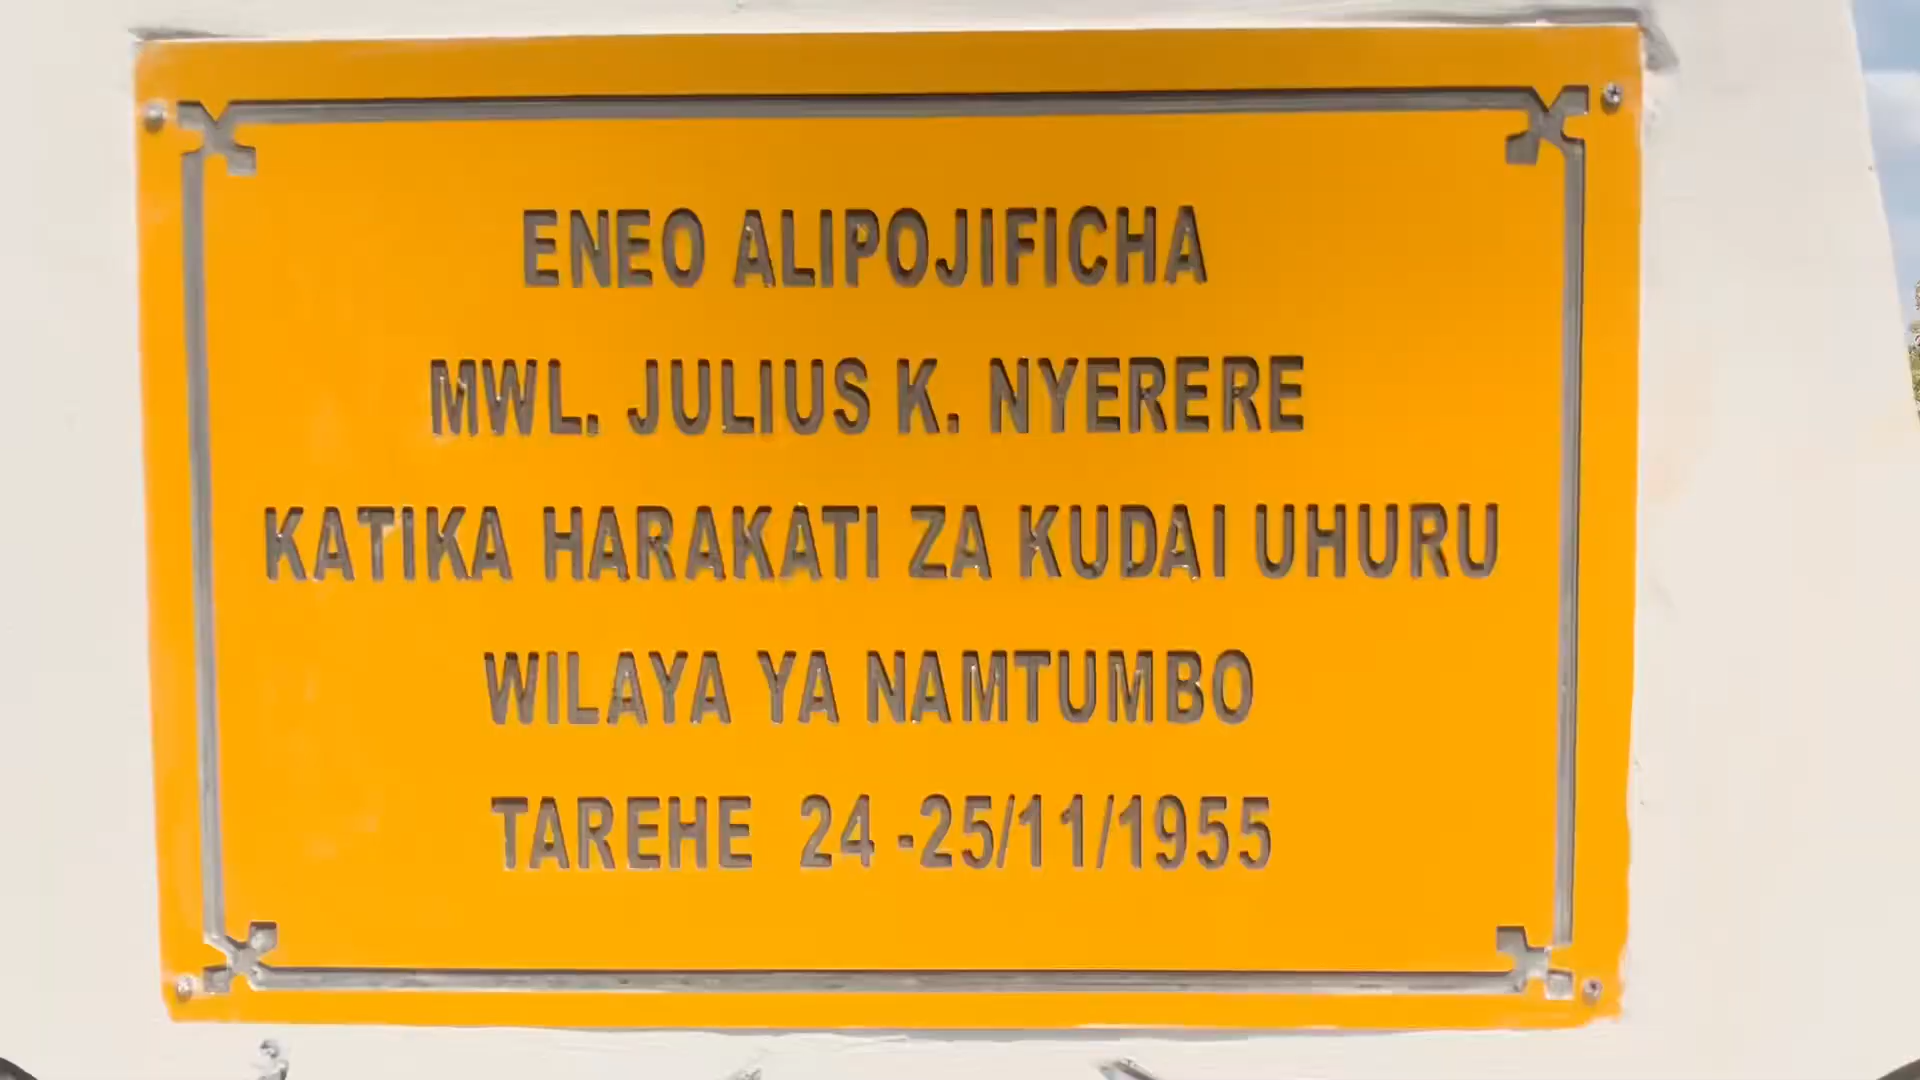 ENEO ALIPOJIFICHA
MWL. JULIUS K. NYERERE
KATIKA HARAKATI ZA KUDAI UHURU
WILAYA YA NAMTUMBO
TAREHE 24 -25/11/1955